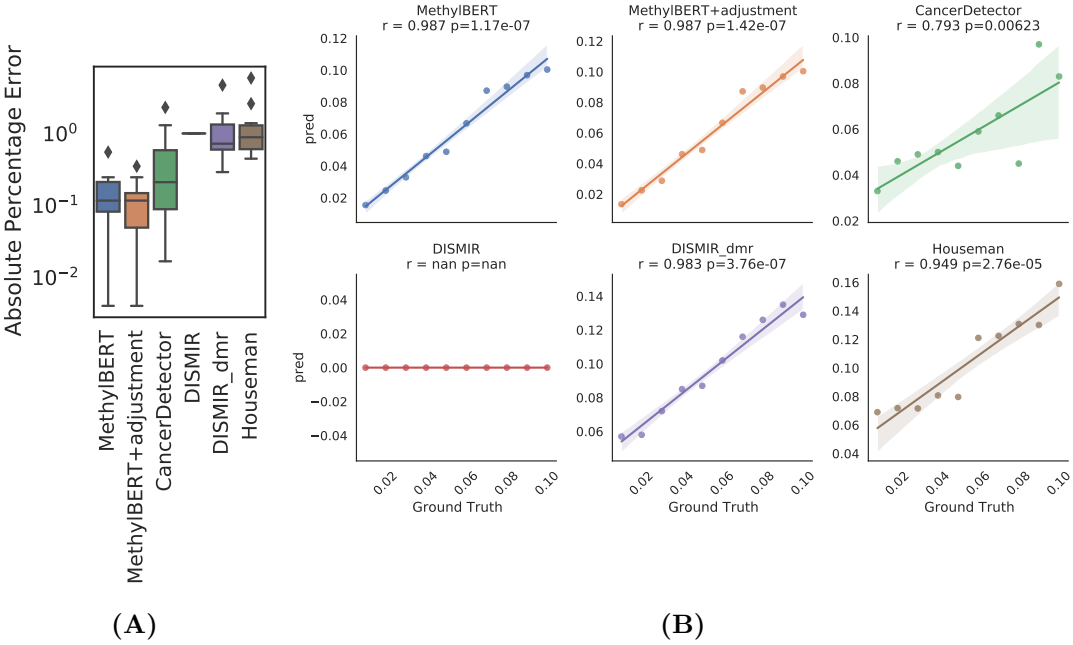 Absolute Percentage Error
10⁰
10⁻¹
10⁻²
MethylBERT
MethylBERT+adjustment
CancerDetector
DISMIR
DISMIR_dmr
Houseman
(A)
MethylBERT
r = 0.987 p=1.17e-07
pred
0.12
0.10
0.08
0.06
0.04
0.02
MethylBERT+adjustment
r = 0.987 p=1.42e-07
0.12
0.10
0.08
0.06
0.04
0.02
CancerDetector
r = 0.793 p=0.00623
0.10
0.08
0.06
0.04
0.02
DISMIR
r = nan p=nan
pred
0.04
0.02
0.00
−0.02
−0.04
0.02 0.04 0.06 0.08 0.10
Ground Truth
DISMIR_dmr
r = 0.983 p=3.76e-07
0.14
0.12
0.10
0.08
0.06
0.02 0.04 0.06 0.08 0.10
Ground Truth
Houseman
r = 0.949 p=2.76e-05
0.16
0.14
0.12
0.10
0.08
0.06
0.04
0.02 0.04 0.06 0.08 0.10
Ground Truth
(B)